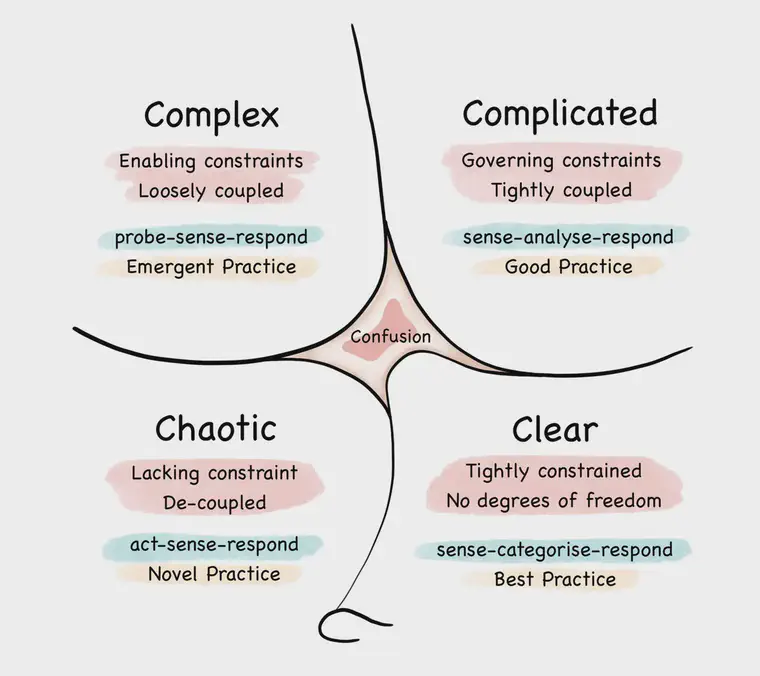 Complex
Enabling constraints
Loosely coupled
probe-sense-respond
Emergent Practice
Complicated
Governing constraints
Tightly coupled
sense-analyse-respond
Good Practice
Confusion
Chaotic
Lacking constraint
De-coupled
act-sense-respond
Novel Practice
Clear
Tightly constrained
No degrees of freedom
sense-categorise-respond
Best Practice